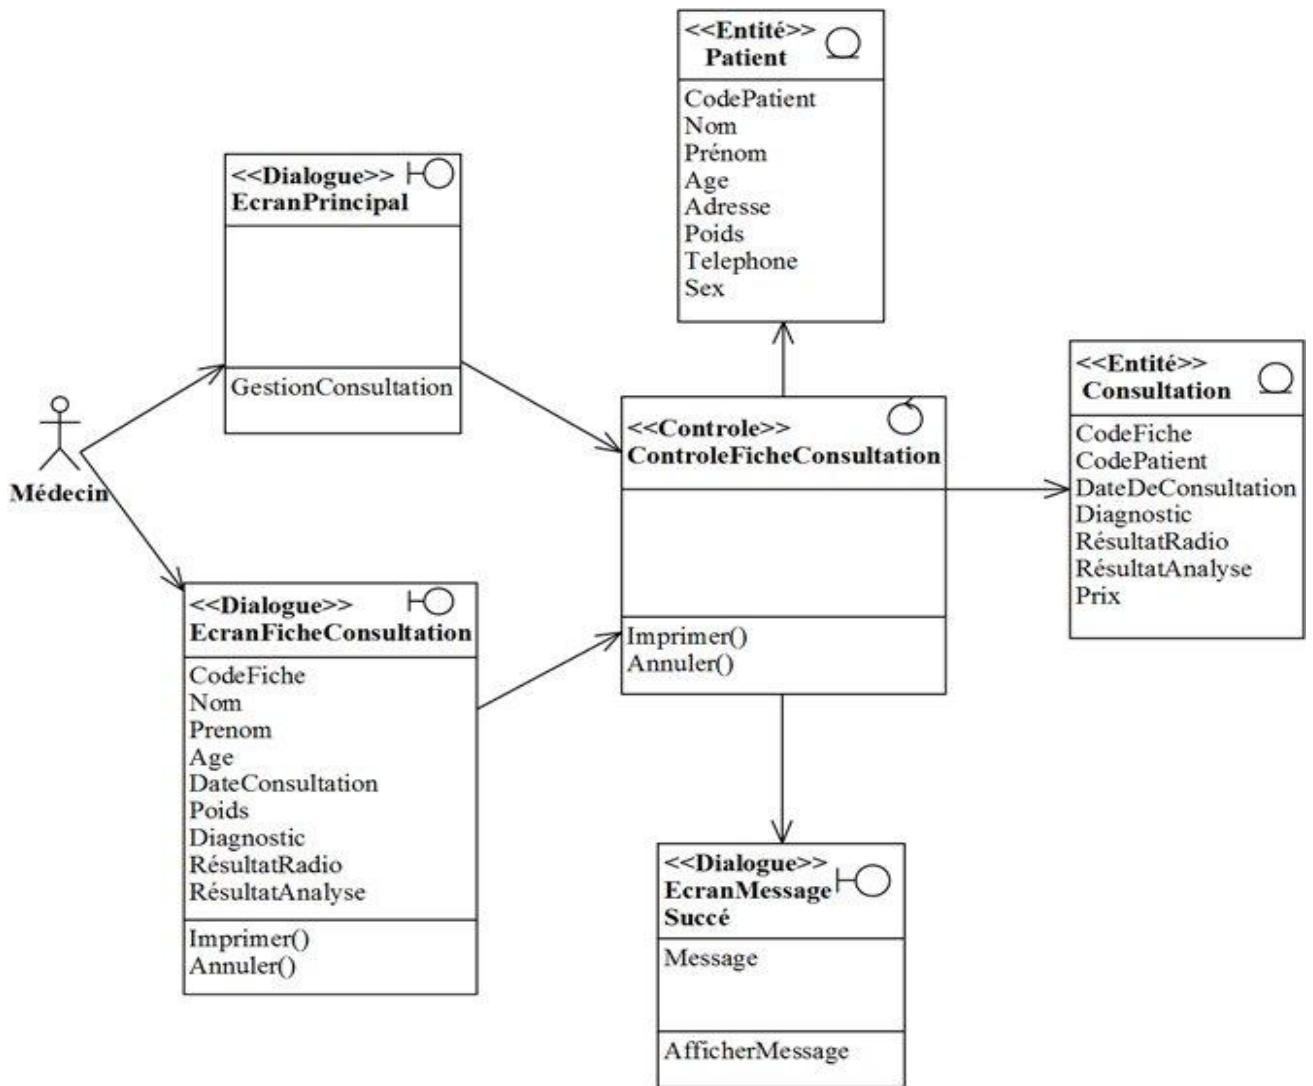 <<Entité>>
Patient
CodePatient
Nom
Prénom
Age
Adresse
Poids
Telephone
Sex
<<Dialogue>>
EcranPrincipal
GestionConsultation
Médecin
<<Controle>>
ControleFicheConsultation
Imprimer()
Annuler()
<<Entité>>
Consultation
CodeFiche
CodePatient
DateDeConsultation
Diagnostic
RésultatRadio
RésultatAnalyse
Prix
<<Dialogue>>
EcranFicheConsultation
CodeFiche
Nom
Prenom
Age
DateConsultation
Poids
Diagnostic
RésultatRadio
RésultatAnalyse
Imprimer()
Annuler()
<<Dialogue>>
EcranMessage
Succé
Message
AfficherMessage